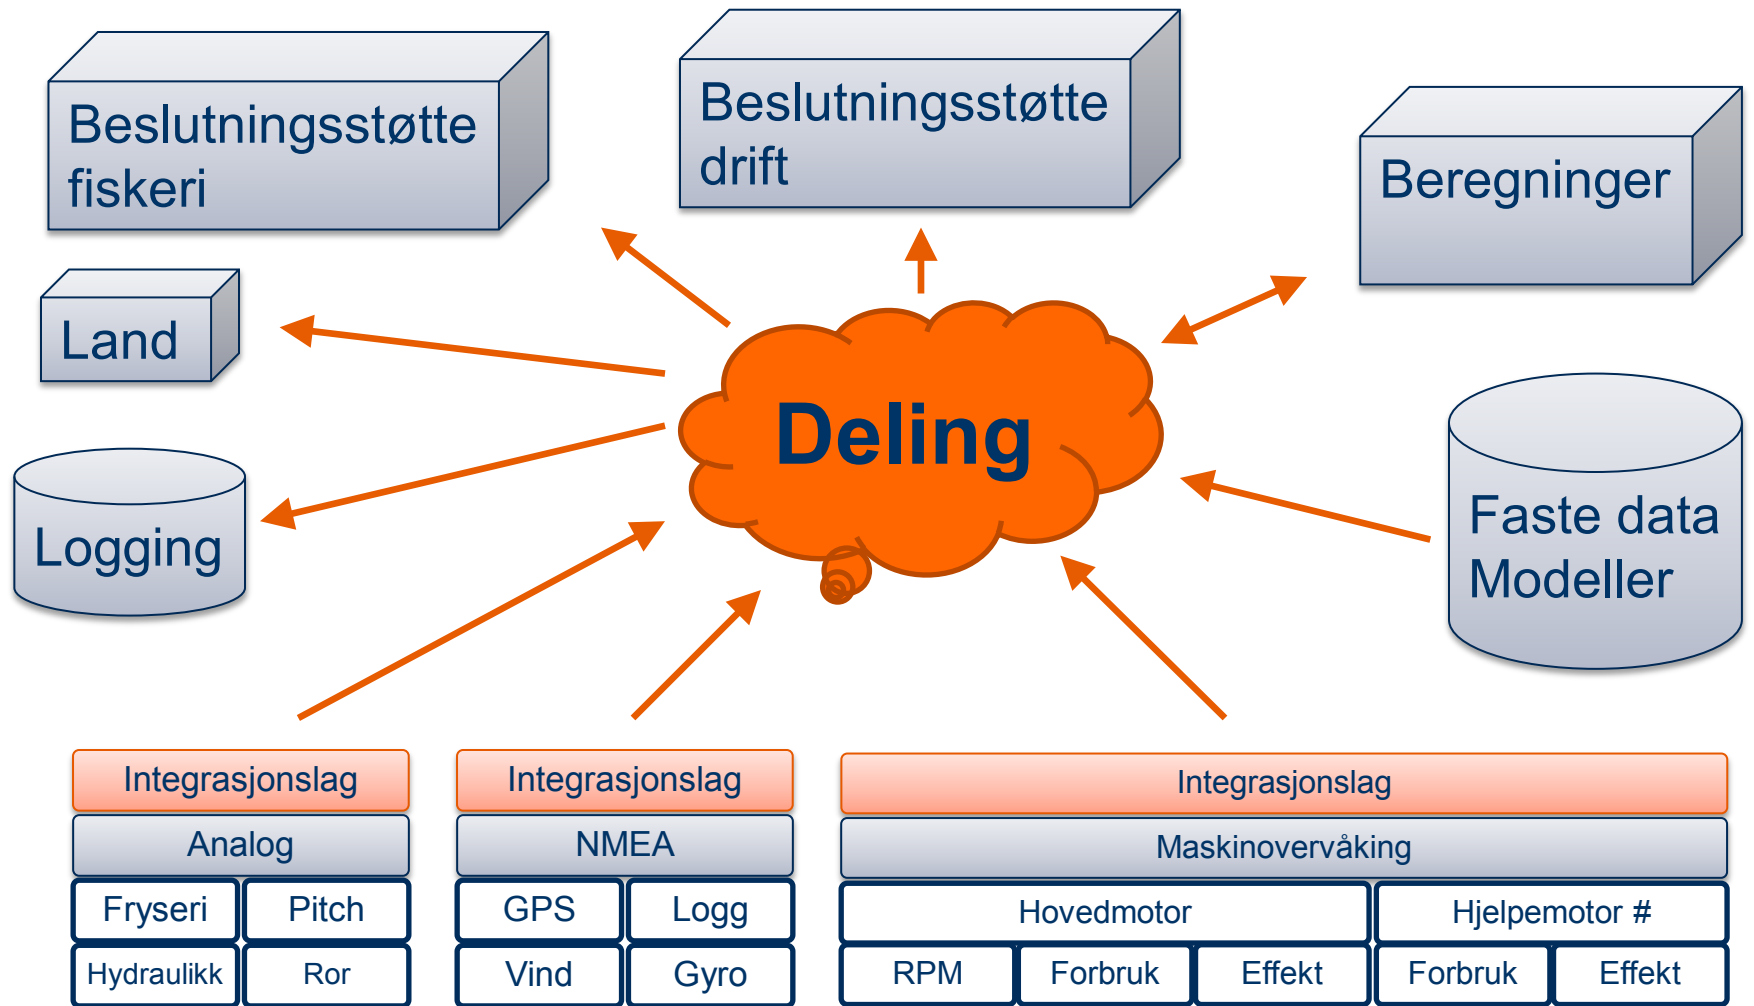 Beslutningsstøtte
fiskeri
Beslutningsstøtte
drift
Beregninger
Land
Deling
Logging
Faste data
Modeller
Integrasjonslag
Analog
Fryseri
Pitch
Hydraulikk
Ror
Integrasjonslag
NMEA
GPS
Logg
Vind
Gyro
Integrasjonslag
Maskinovervåking
Hovedmotor
Hjelpemotor #
RPM
Forbruk
Effekt
Forbruk
Effekt